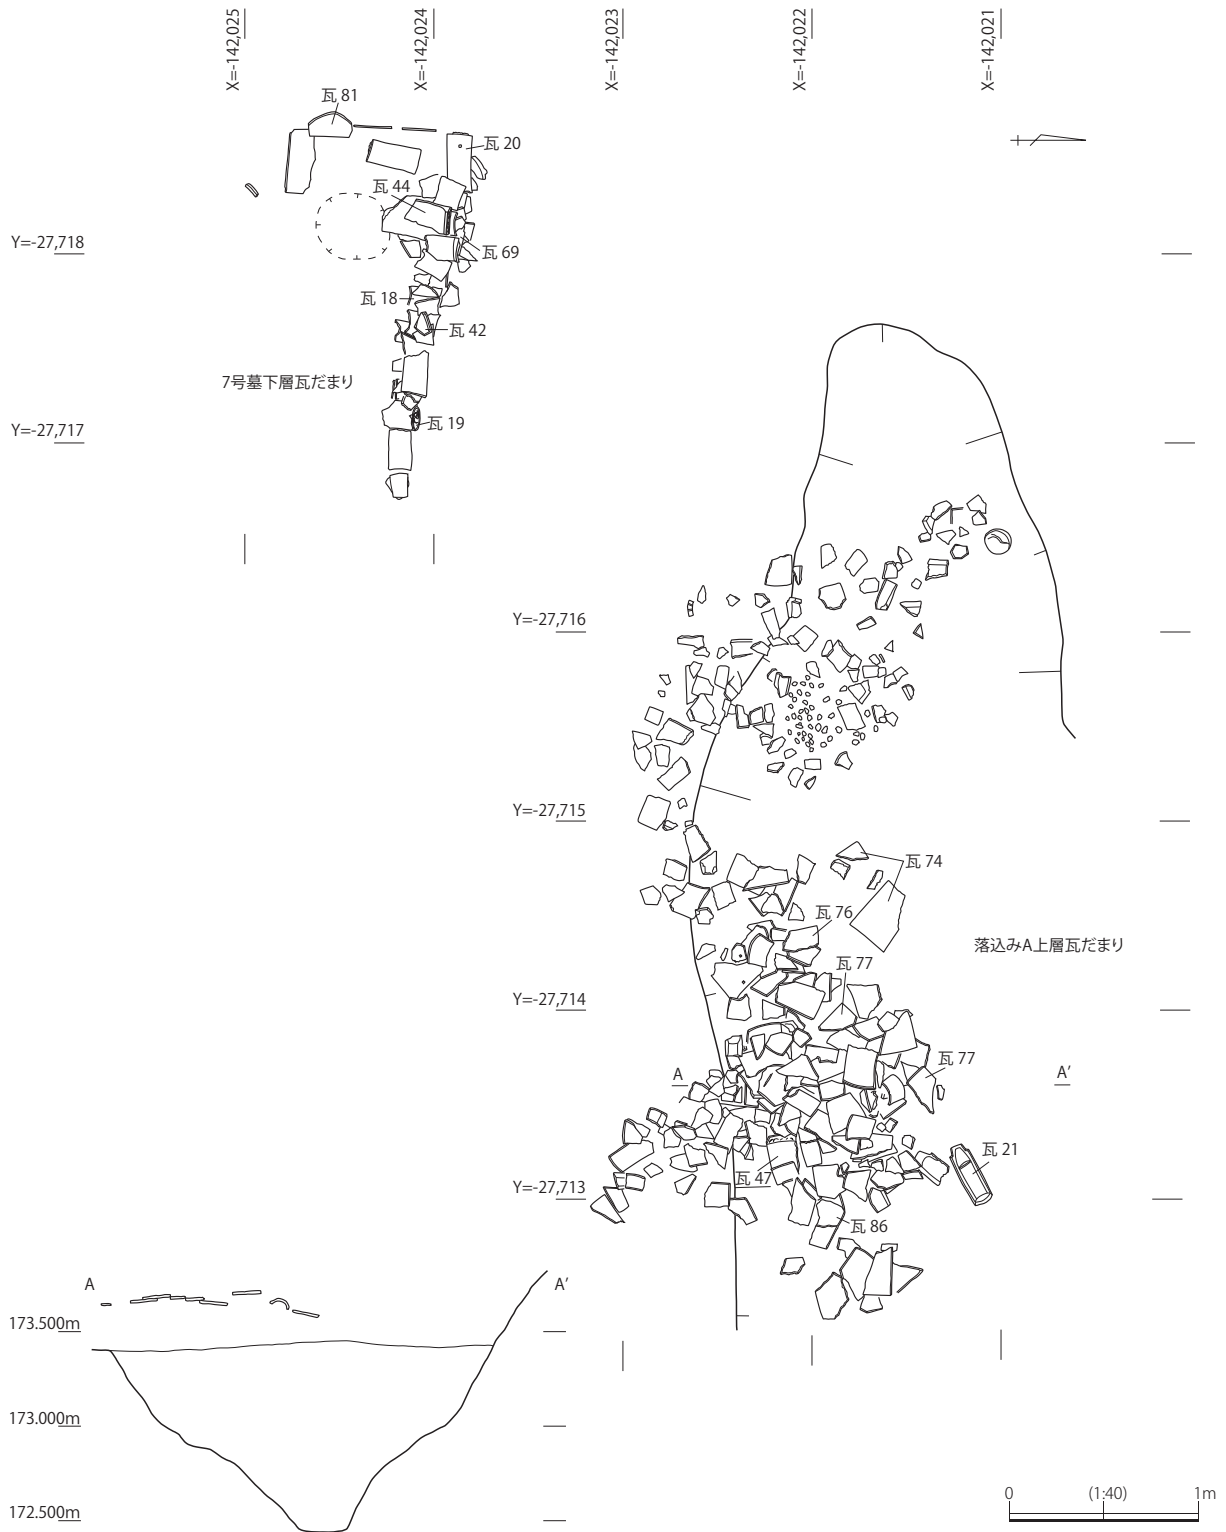 X=-142,025
X=-142,024
X=-142,023
X=-142,022
X=-142,021
瓦 81
瓦 20
瓦 44
Y=-27,718
瓦 69
瓦 18
瓦 42
7号墓下層瓦だまり
瓦 19
Y=-27,717
Y=-27,716
Y=-27,715
瓦 74
瓦 76
落込みA上層瓦だまり
瓦 77
Y=-27,714
瓦 77
A
A′
瓦 21
瓦 47
Y=-27,713
瓦 86
A
A′
173.500m
173.000m
172.500m
0 (1:40) 1m